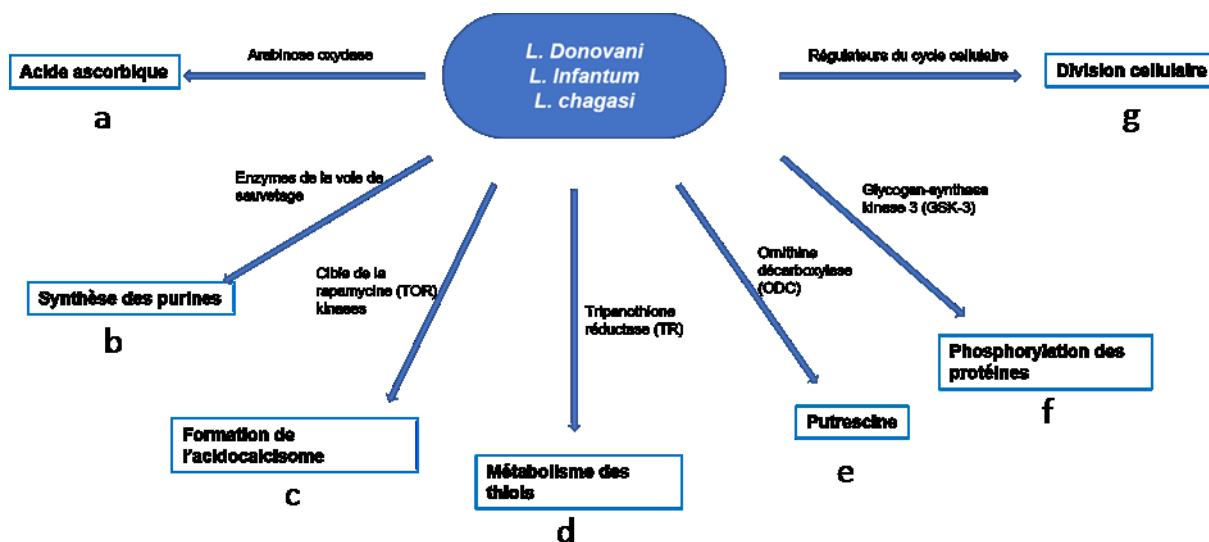 L. Donovani
L. Infantum
L. chagasi
Arabinose oxydase
Acide ascorbique
a
Enzymes de la voie de
sauvetage
Synthèse des purines
b
Cible de la
rapamycine (TOR)
kinases
Formation de
l'acidocalcisome
c
Tripanothione
réductase (TR)
Métabolisme des
thiols
d
Ornithine
décarboxylase
(ODC)
Putrescine
e
Glycogan-synthase
kinase 3 (GSK-3)
Phosphorylation des
protéines
f
Régulateurs du cycle cellulaire
Division cellulaire
g